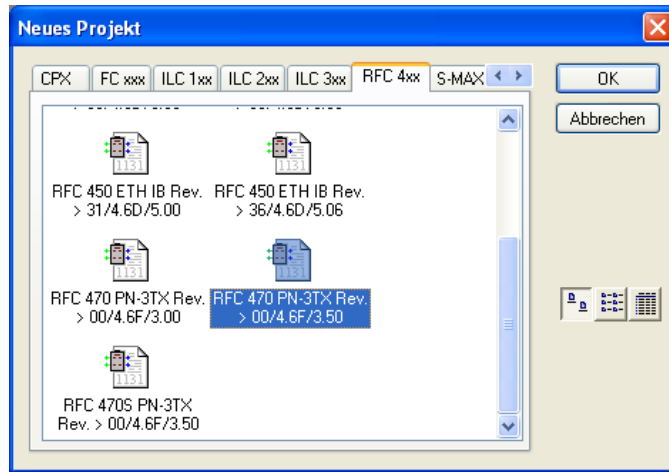 Neues Projekt
CPX FC xxx ILC 1xx ILC 2xx ILC 3xx RFC 4xx S-MAX
OK
Abbrechen
RFC 450 ETH IB Rev. RFC 450 ETH IB Rev.
> 31/4.6D/5.00 > 36/4.6D/5.06
RFC 470 PN-3TX Rev. RFC 470 PN-3TX Rev.
> 00/4.6F/3.00 > 00/4.6F/3.50
RFC 470S PN-3TX
Rev. > 00/4.6F/3.50